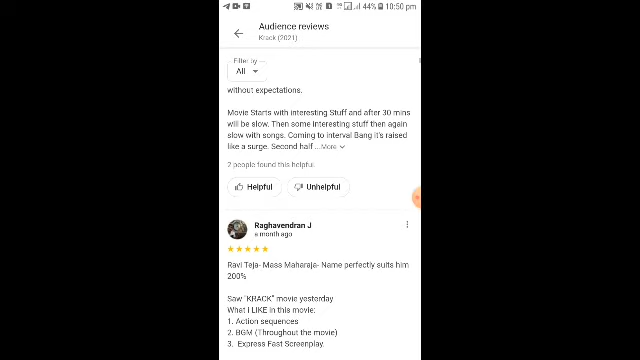 44% 10:50 pm
Audience reviews
Krack (2021)
Filter by
All
without expectations.
Movie Starts with interesting Stuff and after 30 mins
will be slow. Then some interesting stuff then again
slow with songs. Coming to interval Bang it's raised
like a surge. Second half ...More
2 people found this helpful.
Helpful Unhelpful
Raghavendran J
a month ago
Ravi Teja- Mass Maharaja- Name perfectly suits him
200%
Saw "KRACK" movie yesterday
What i LIKE in this movie:
1. Action sequences
2. BGM (Throughout the movie)
3. Express Fast Screenplay.